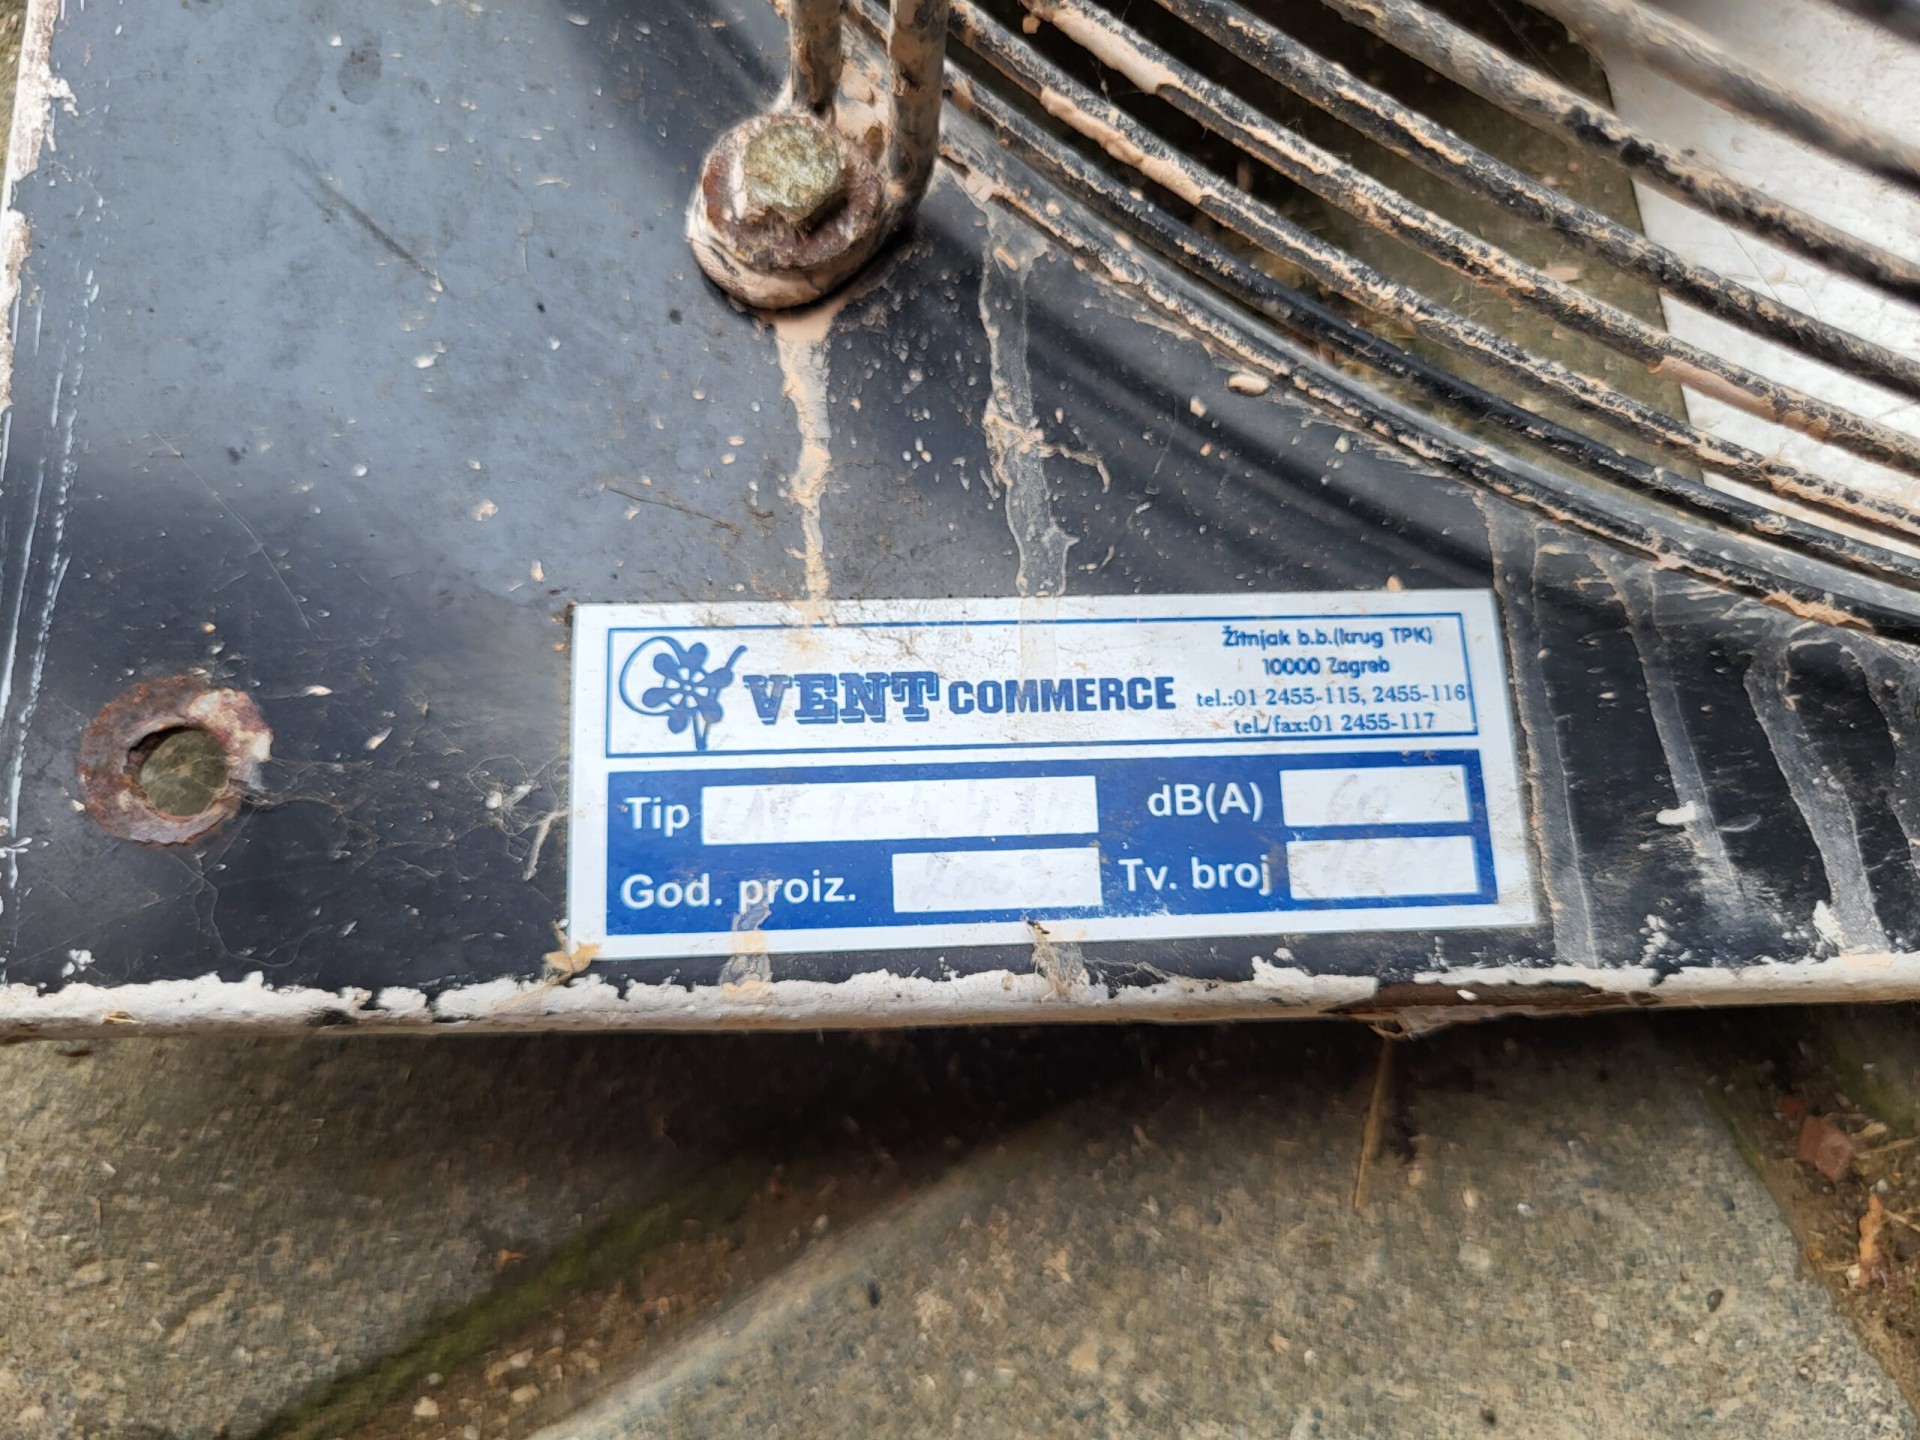 Žitnjak b.b.(krug TPK)
10000 Zagreb
VENT COMMERCE
tel.:01 2455-115, 2455-116
tel./fax:01 2455-117
Tip
dB(A)
God. proiz. 2003.
Tv. broj